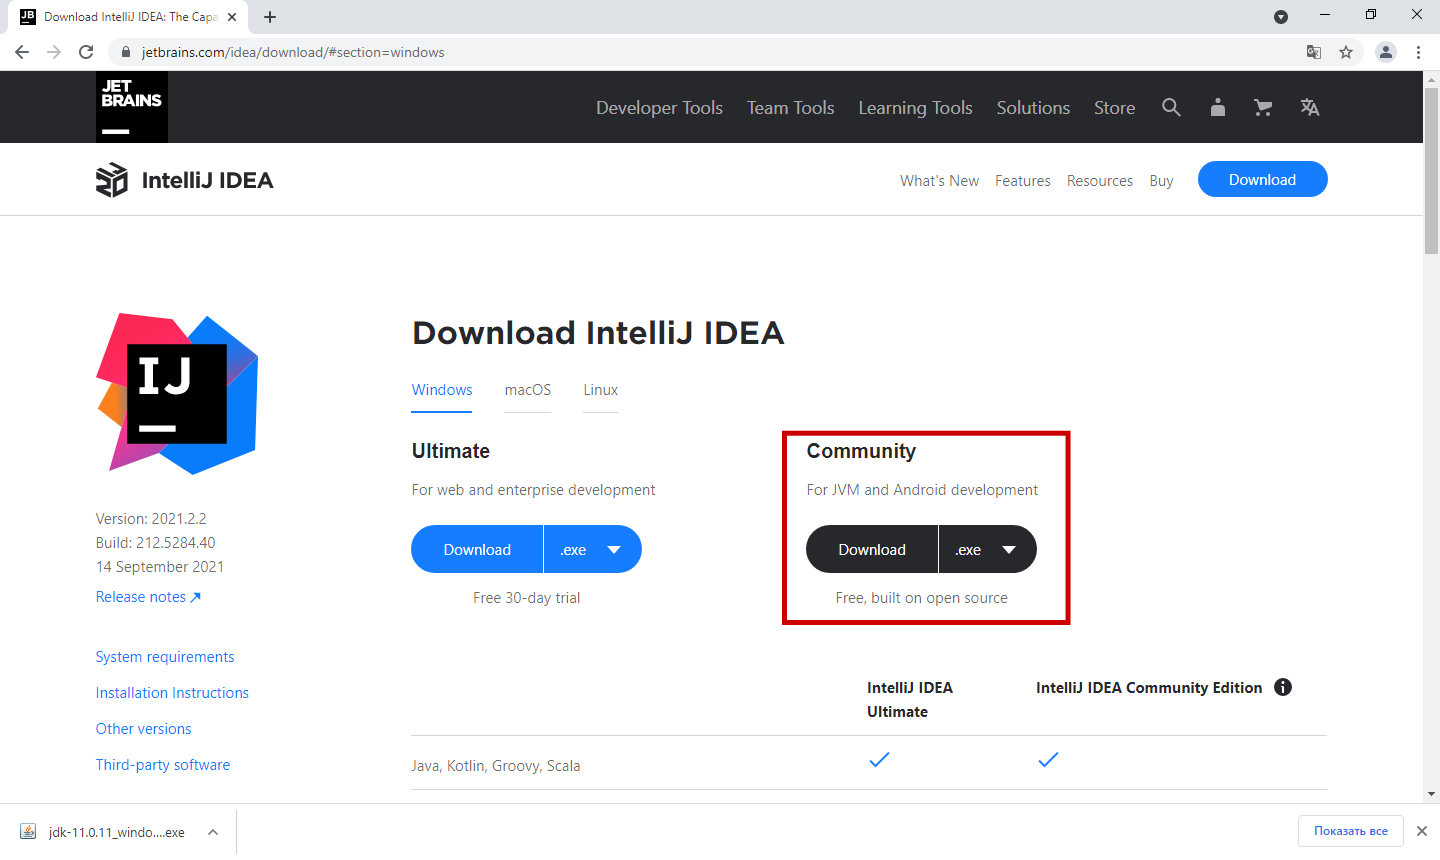 JB Download IntelliJ IDEA: The Capa
jetbrains.com/idea/download/#section=windows
JET
BRAINS
Developer Tools Team Tools Learning Tools Solutions Store
IntelliJ IDEA
What's New Features Resources Buy Download
IJ
Download IntelliJ IDEA
Windows macOS Linux
Ultimate
For web and enterprise development
Download .exe
Free 30-day trial
Community
For JVM and Android development
Download .exe
Free, built on open source
Version: 2021.2.2
Build: 212.5284.40
14 September 2021
Release notes
System requirements
Installation Instructions
Other versions
Third-party software
IntelliJ IDEA
Ultimate
IntelliJ IDEA Community Edition
Java, Kotlin, Groovy, Scala
jdk-11.0.11_windo....exe
Показать все